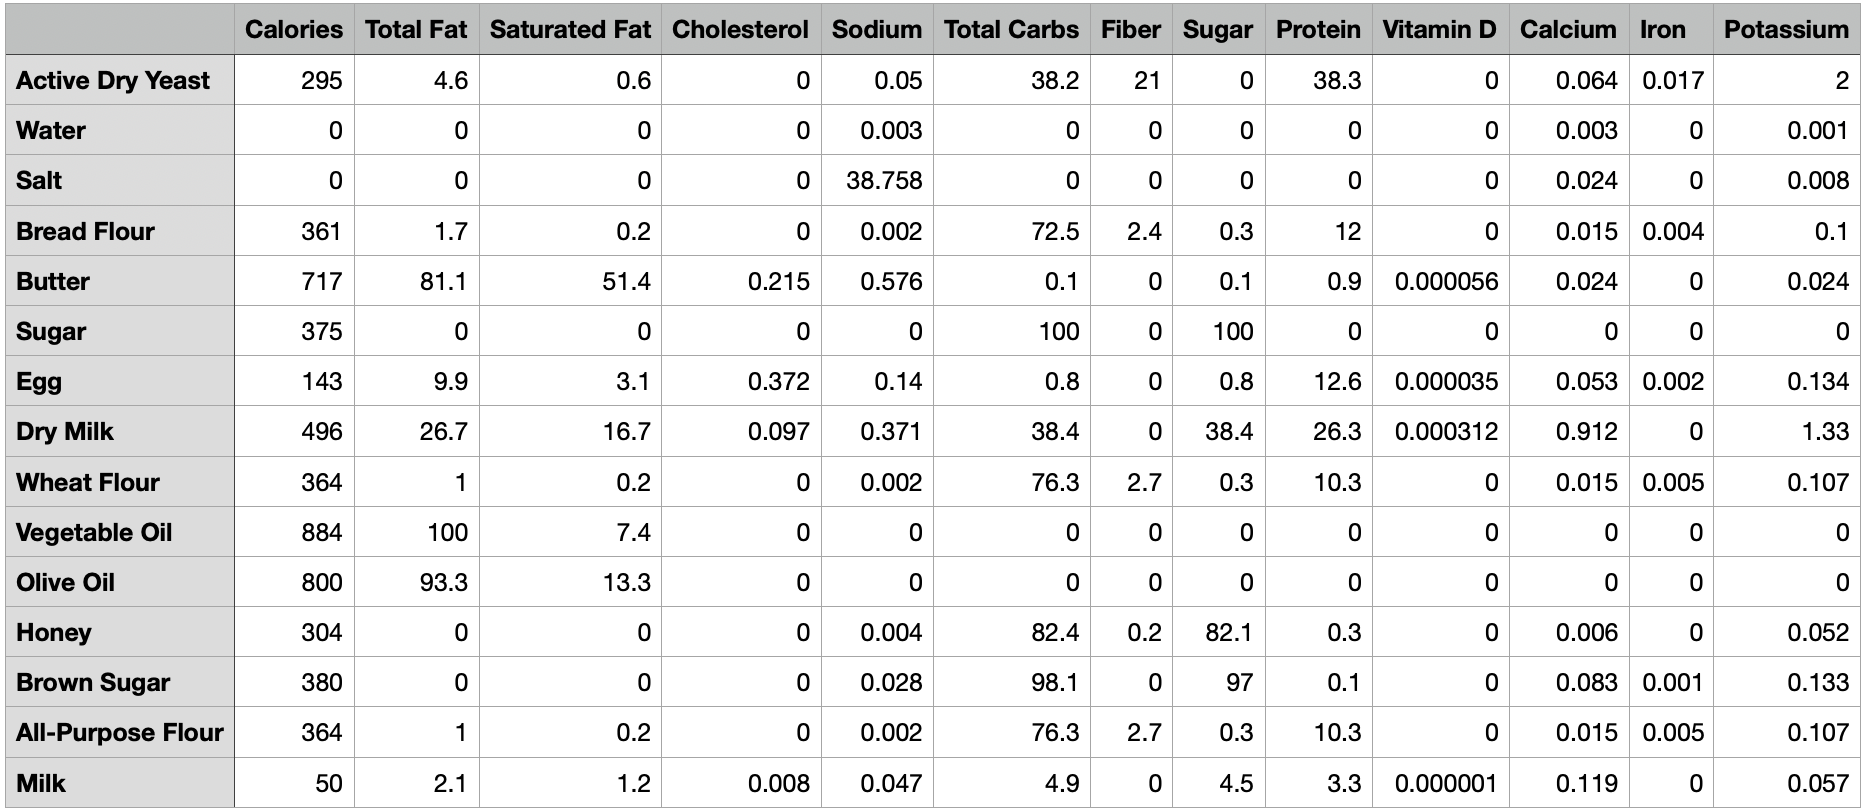 Calories Total Fat Saturated Fat Cholesterol Sodium Total Carbs Fiber Sugar Protein Vitamin D Calcium Iron Potassium
Active Dry Yeast 295 4.6 0.6 0 0.05 38.2 21 0 38.3 0 0.064 0.017 2
Water 0 0 0 0 0.003 0 0 0 0 0 0.003 0 0.001
Salt 0 0 0 0 38.758 0 0 0 0 0 0.024 0 0.008
Bread Flour 361 1.7 0.2 0 0.002 72.5 2.4 0.3 12 0 0.015 0.004 0.1
Butter 717 81.1 51.4 0.215 0.576 0.1 0 0.1 0.9 0.000056 0.024 0 0.024
Sugar 375 0 0 0 0 100 0 100 0 0 0 0 0
Egg 143 9.9 3.1 0.372 0.14 0.8 0 0.8 12.6 0.000035 0.053 0.002 0.134
Dry Milk 496 26.7 16.7 0.097 0.371 38.4 0 38.4 26.3 0.000312 0.912 0 1.33
Wheat Flour 364 1 0.2 0 0.002 76.3 2.7 0.3 10.3 0 0.015 0.005 0.107
Vegetable Oil 884 100 7.4 0 0 0 0 0 0 0 0 0 0
Olive Oil 800 93.3 13.3 0 0 0 0 0 0 0 0 0 0
Honey 304 0 0 0 0.004 82.4 0.2 82.1 0.3 0 0.006 0 0.052
Brown Sugar 380 0 0 0 0.028 98.1 0 97 0.1 0 0.083 0.001 0.133
All-Purpose Flour 364 1 0.2 0 0.002 76.3 2.7 0.3 10.3 0 0.015 0.005 0.107
Milk 50 2.1 1.2 0.008 0.047 4.9 0 4.5 3.3 0.000001 0.119 0 0.057